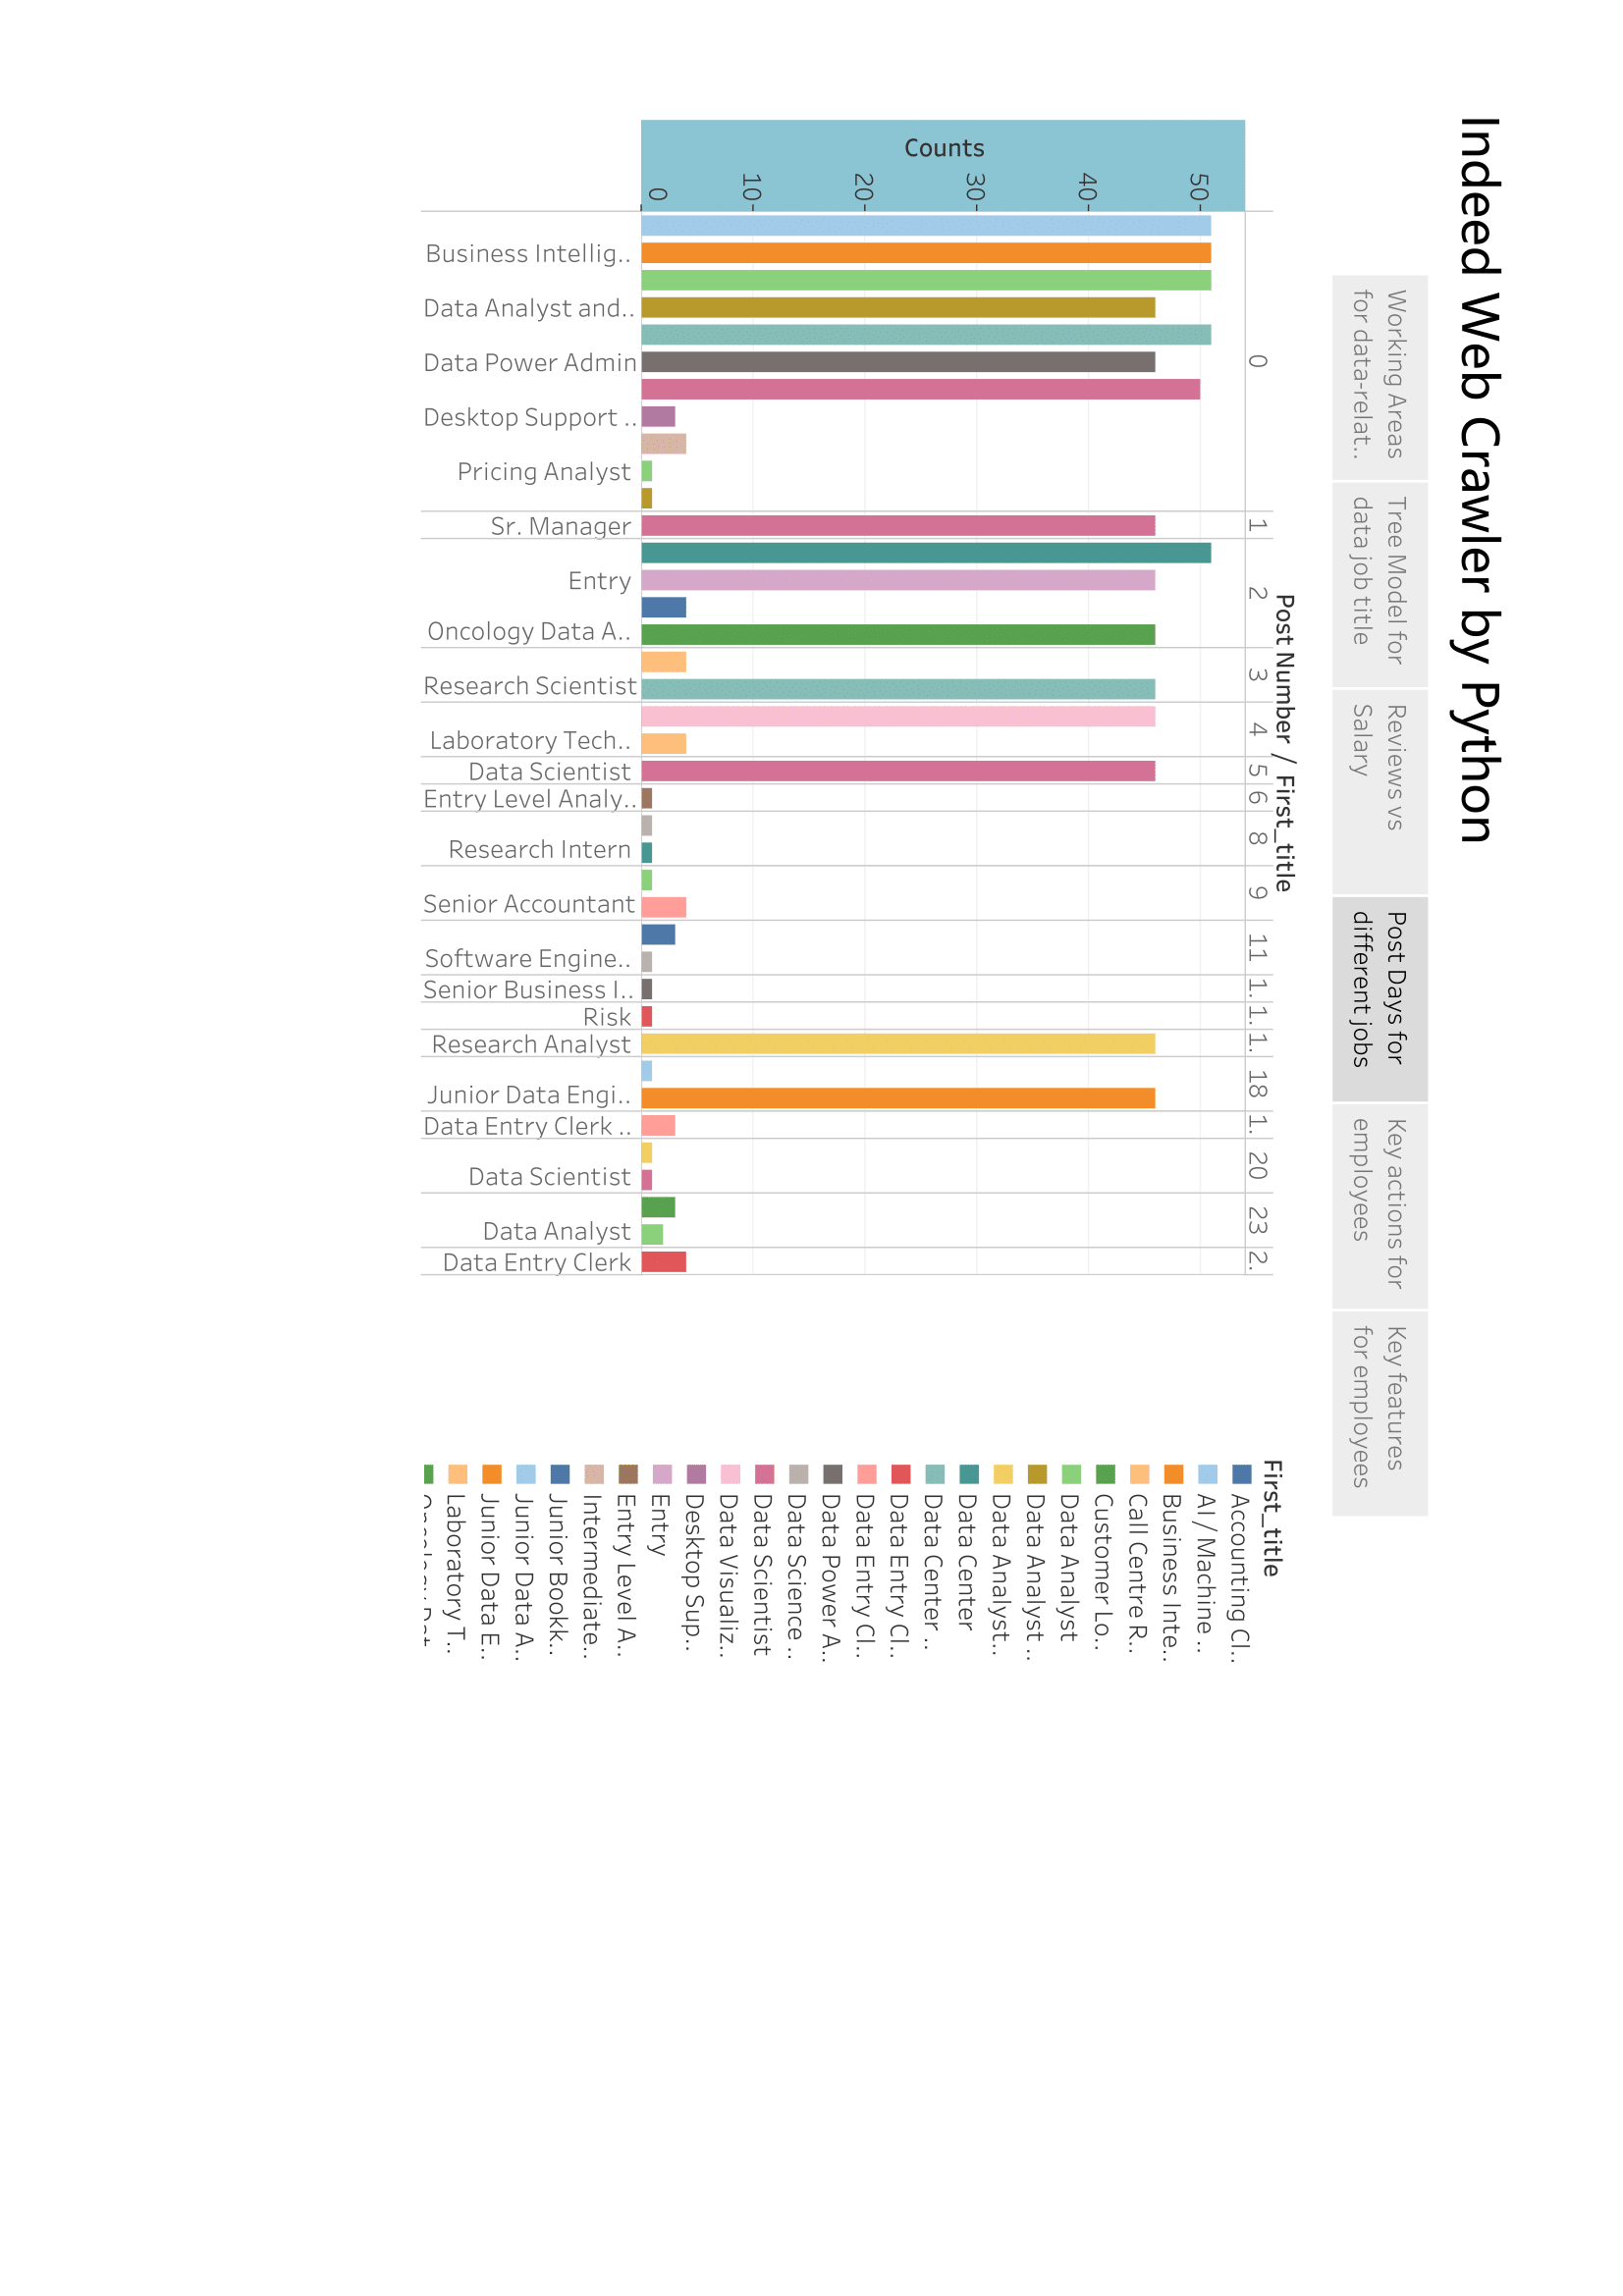 Indeed Web Crawler by Python
Working Areas
for data-relat..
Tree Model for
data job title
Reviews vs
Salary
Post Days for
different jobs
Key actions for
employees
Key features
for employees
Post Number / First_title
0
1
2
3
4
5
6
8
9
11
1.
1.
1.
18
1.
20
23
2.
Counts
50
40
30
20
10
0
Business Intellig..
Data Analyst and..
Data Power Admin
Desktop Support ..
Pricing Analyst
Sr. Manager
Entry
Oncology Data A..
Research Scientist
Laboratory Tech..
Data Scientist
Entry Level Analy..
Research Intern
Senior Accountant
Software Engine..
Senior Business I..
Risk
Research Analyst
Junior Data Engi..
Data Entry Clerk ..
Data Scientist
Data Analyst
Data Entry Clerk
First_title
Accounting Cl..
AI / Machine ..
Business Inte..
Call Centre R..
Customer Lo..
Data Analyst
Data Analyst ..
Data Analyst..
Data Center
Data Center ..
Data Entry Cl..
Data Entry Cl..
Data Power A..
Data Science ..
Data Scientist
Data Visualiz..
Desktop Sup..
Entry
Entry Level A..
Intermediate..
Junior Bookk..
Junior Data A..
Junior Data E..
Laboratory T..